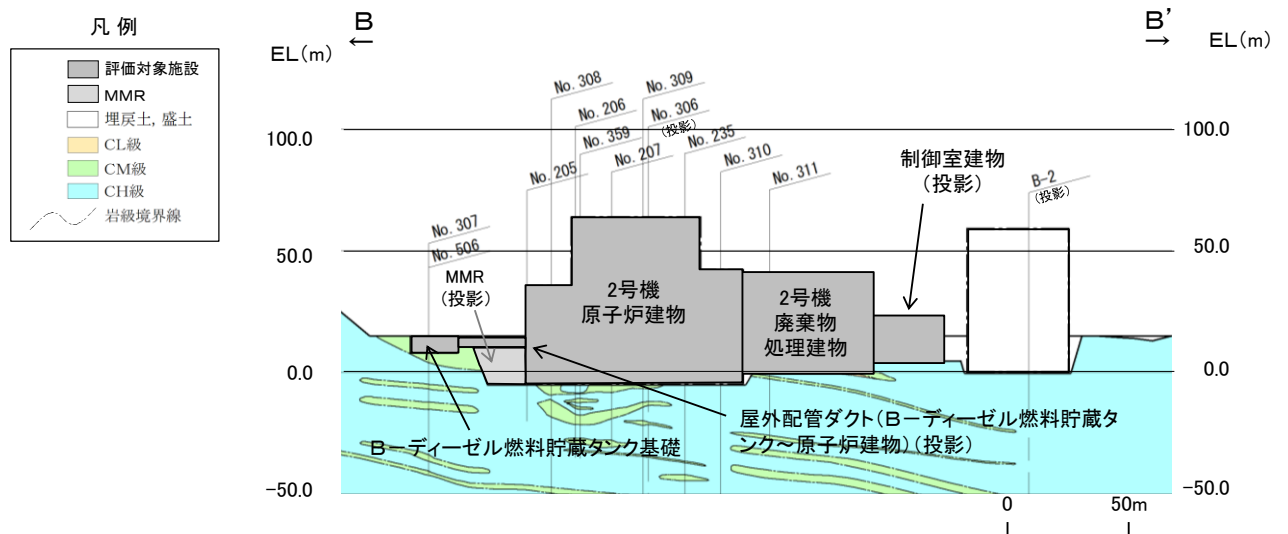 凡 例
評価対象施設
MMR
埋戻土, 盛土
CL級
CM級
CH級
岩級境界線
B
B’
EL(m)
EL(m)
No. 308
No. 309
No. 206
No. 306
(投影)
No. 359
No. 235
No. 207
No. 310
No. 205
No. 311
B-2
(投影)
No. 307
No. 506
100.0
100.0
制御室建物
(投影)
50.0
50.0
MMR
(投影)
2号機
原子炉建物
2号機
廃棄物
処理建物
0.0
0.0
B-ディーゼル燃料貯蔵タンク基礎
屋外配管ダクト(B-ディーゼル燃料貯蔵タ
ンク~原子炉建物)(投影)
-50.0
-50.0
0
50m